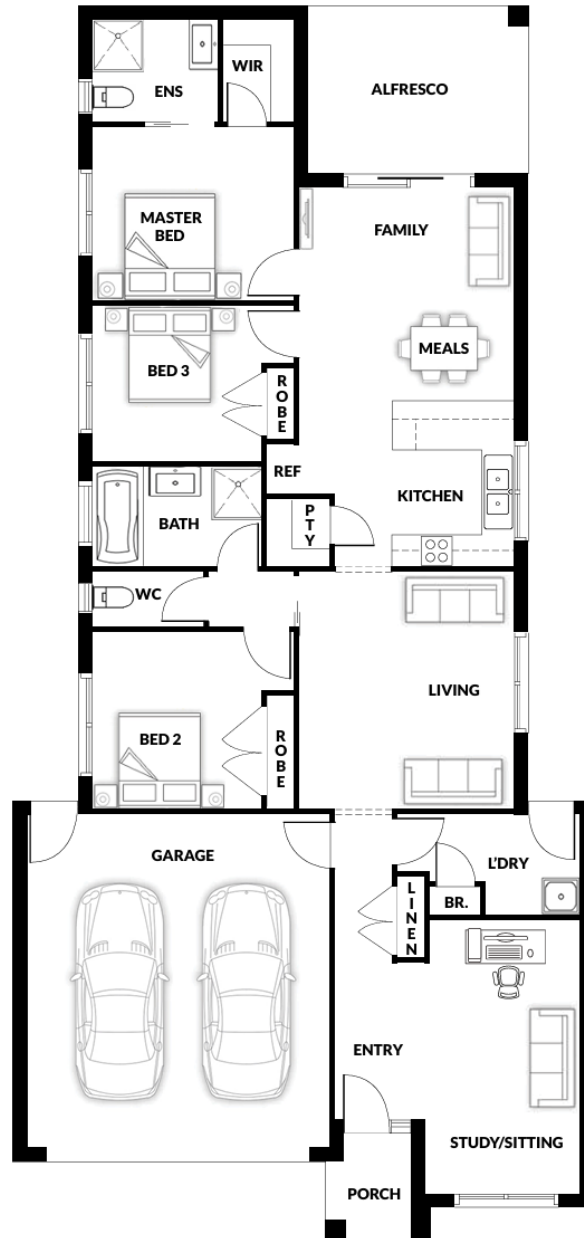 WIR
ENS
ALFRESCO
MASTER
BED
FAMILY
MEALS
BED 3
ROBE
REF
KITCHEN
PTY
BATH
WC
LIVING
BED 2
ROBE
GARAGE
L'DRY
LINEN
BR.
ENTRY
STUDY/SITTING
PORCH